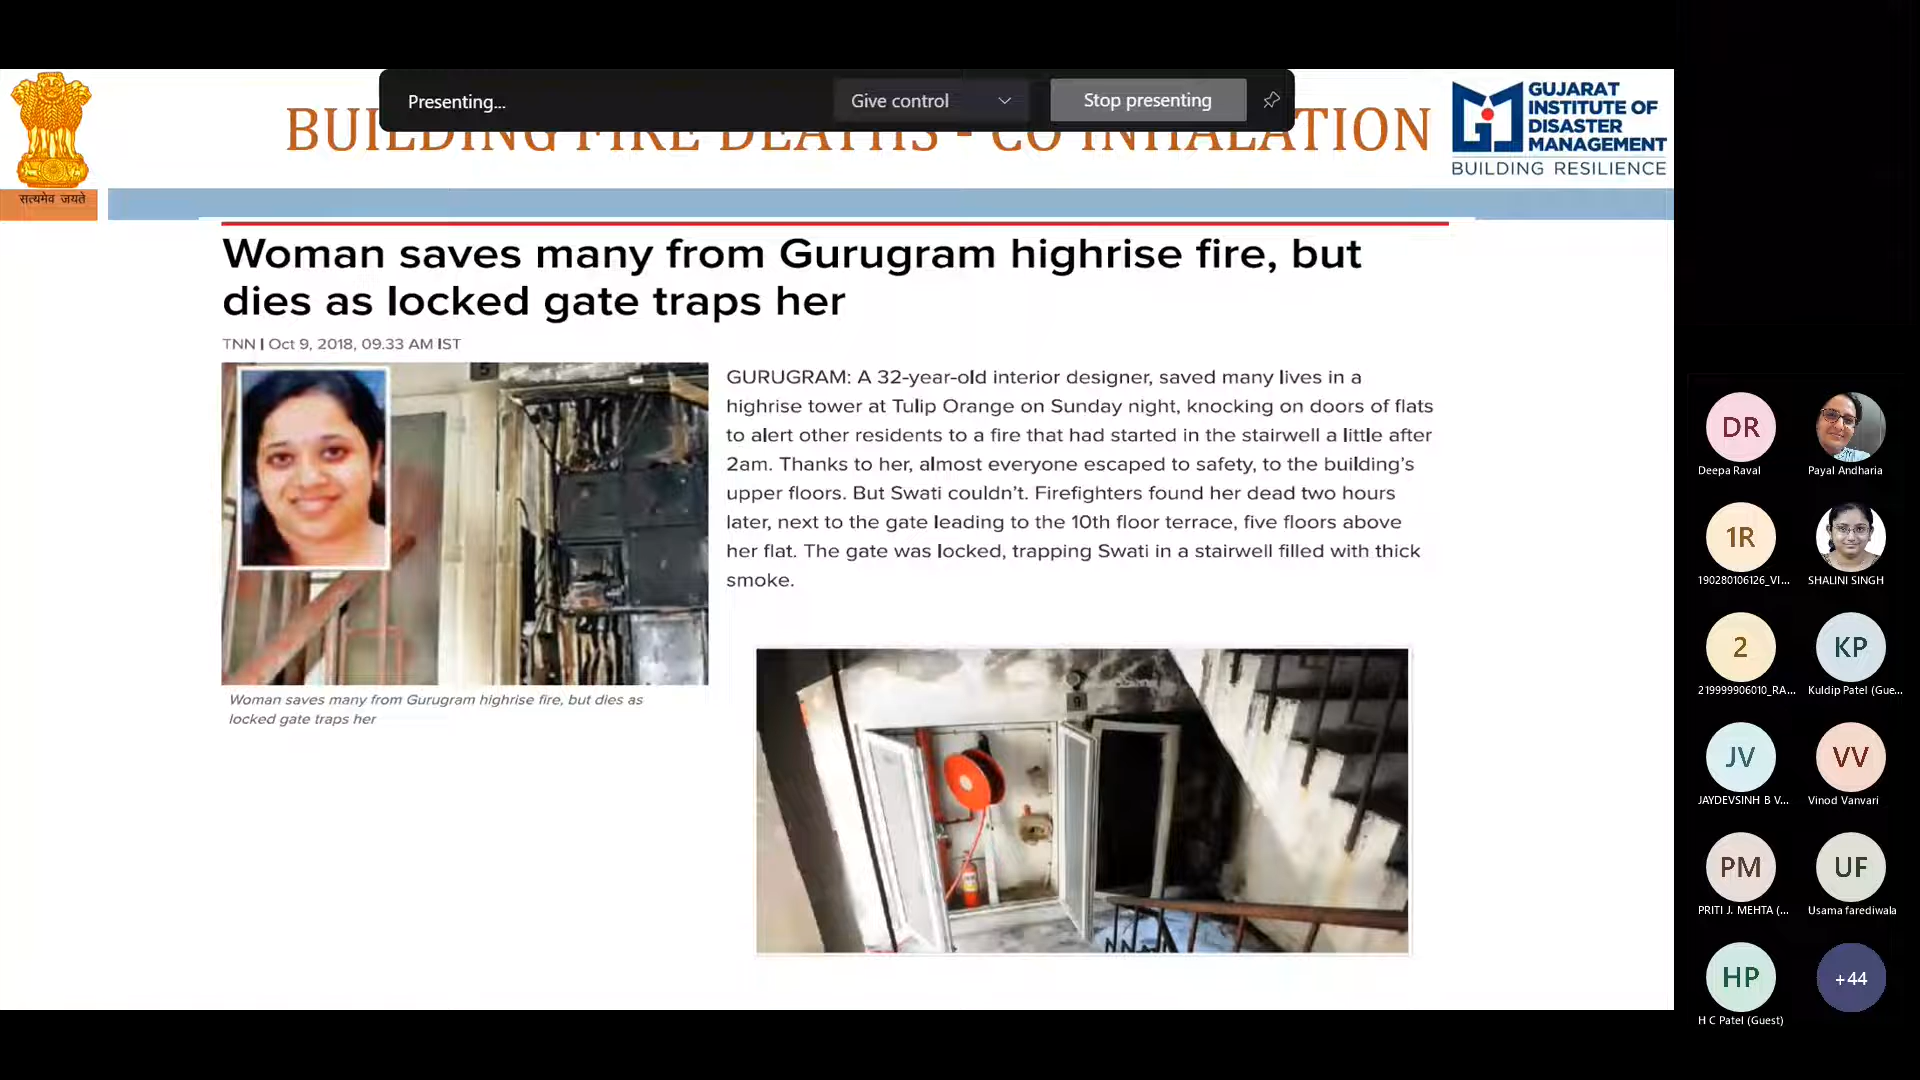 Presenting...
Give control
Stop presenting
BUILDING FIRE DEATHS - CO INHALATION
GUJARAT
INSTITUTE OF
DISASTER
MANAGEMENT
BUILDING RESILIENCE
सत्यमेव जयते
Woman saves many from Gurugram highrise fire, but
dies as locked gate traps her
TNN | Oct 9, 2018, 09.33 AM IST
5
GURUGRAM: A 32-year-old interior designer, saved many lives in a
highrise tower at Tulip Orange on Sunday night, knocking on doors of flats
to alert other residents to a fire that had started in the stairwell a little after
2am. Thanks to her, almost everyone escaped to safety, to the building's
upper floors. But Swati couldn't. Firefighters found her dead two hours
later, next to the gate leading to the 10th floor terrace, five floors above
her flat. The gate was locked, trapping Swati in a stairwell filled with thick
smoke.
Woman saves many from Gurugram highrise fire, but dies as
locked gate traps her
9
DR
Deepa Raval
Payal Andharia
1R
190280106126_VI...
SHALINI SINGH
2
219999906010_RA...
KP
Kuldip Patel (Gue...
JV
JAYDEVSINH B V...
VV
Vinod Vanvari
PM
PRITI J. MEHTA (...
UF
Usama farediwala
HP
H C Patel (Guest)
+44